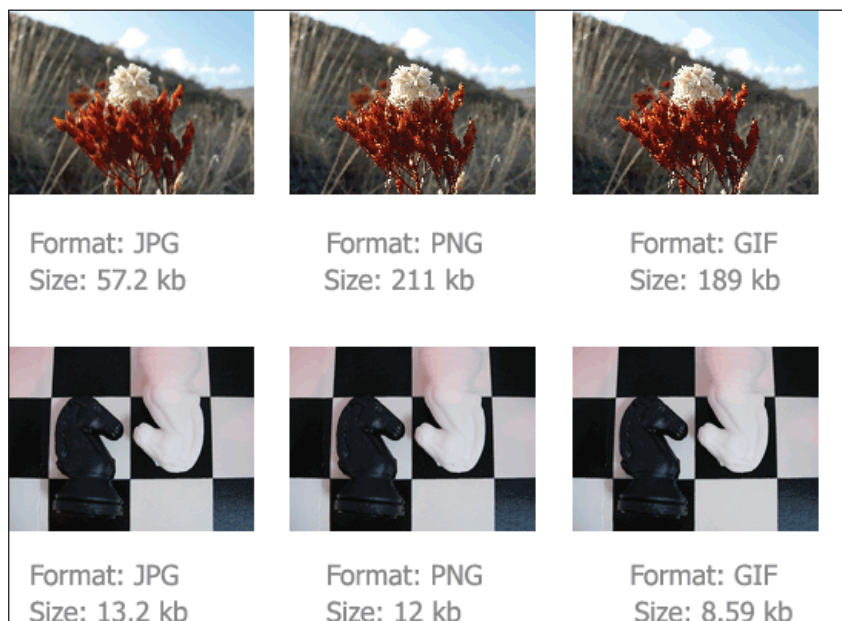 Format: JPG
Size: 57.2 kb
Format: PNG
Size: 211 kb
Format: GIF
Size: 189 kb
Format: JPG
Size: 13.2 kb
Format: PNG
Size: 12 kb
Format: GIF
Size: 8.59 kb